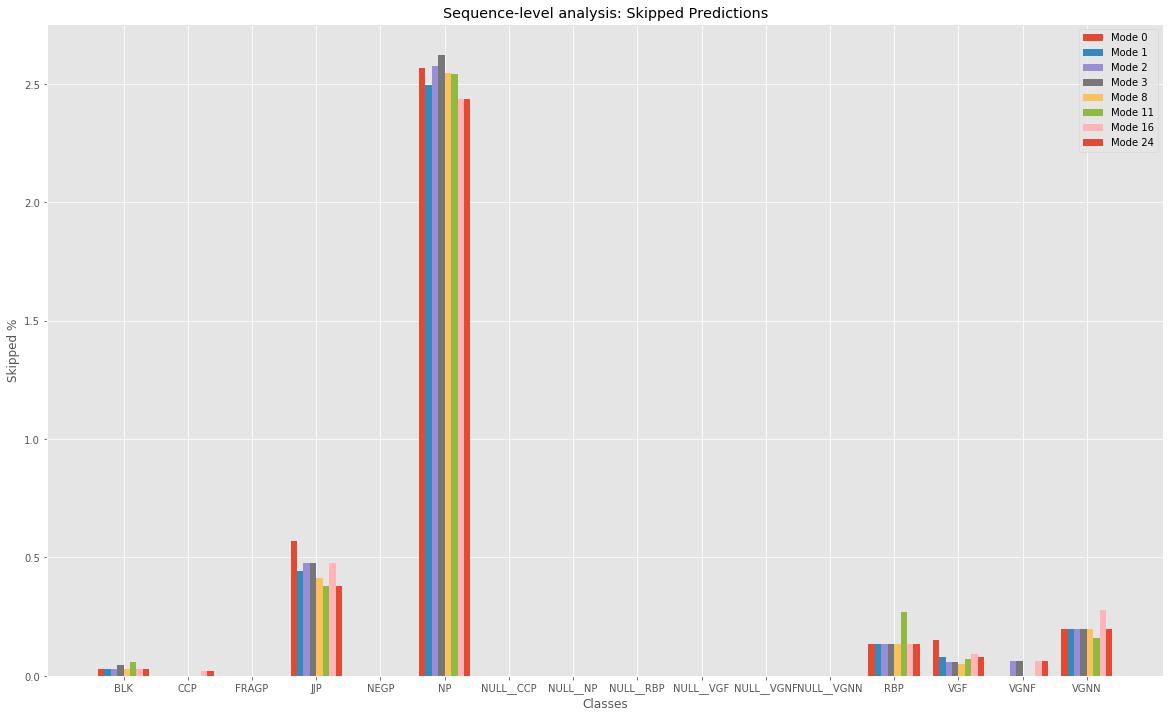 Sequence-level analysis: Skipped Predictions
Mode 0
Mode 1
Mode 2
Mode 3
Mode 8
Mode 11
Mode 16
Mode 24
Skipped %
2.5
2.0
1.5
1.0
0.5
0.0
BLK CCP FRAGP JJP NEGP NP NULL__CCP NULL__NP NULL__RBP NULL__VGF NULL__VGNF NULL__VGNN RBP VGF VGNF VGNN
Classes